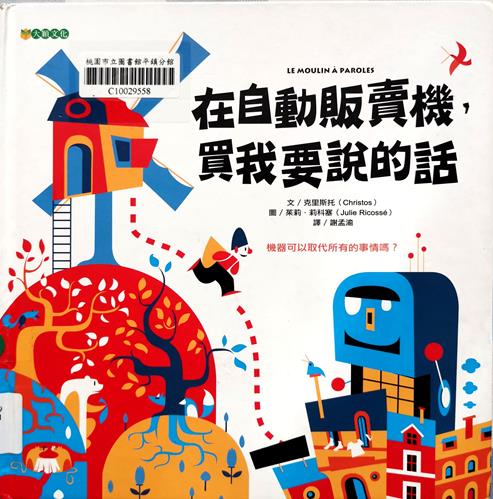 大穎文化
桃園市立圖書館平鎮分館
C10029558
LE MOULIN À PAROLES
在自動販賣機，
買我要說的話
文／克里斯托（Christos）
圖／茱莉・莉科塞（Julie Ricossé）
譯／謝孟渝
機器可以取代所有的事情嗎？